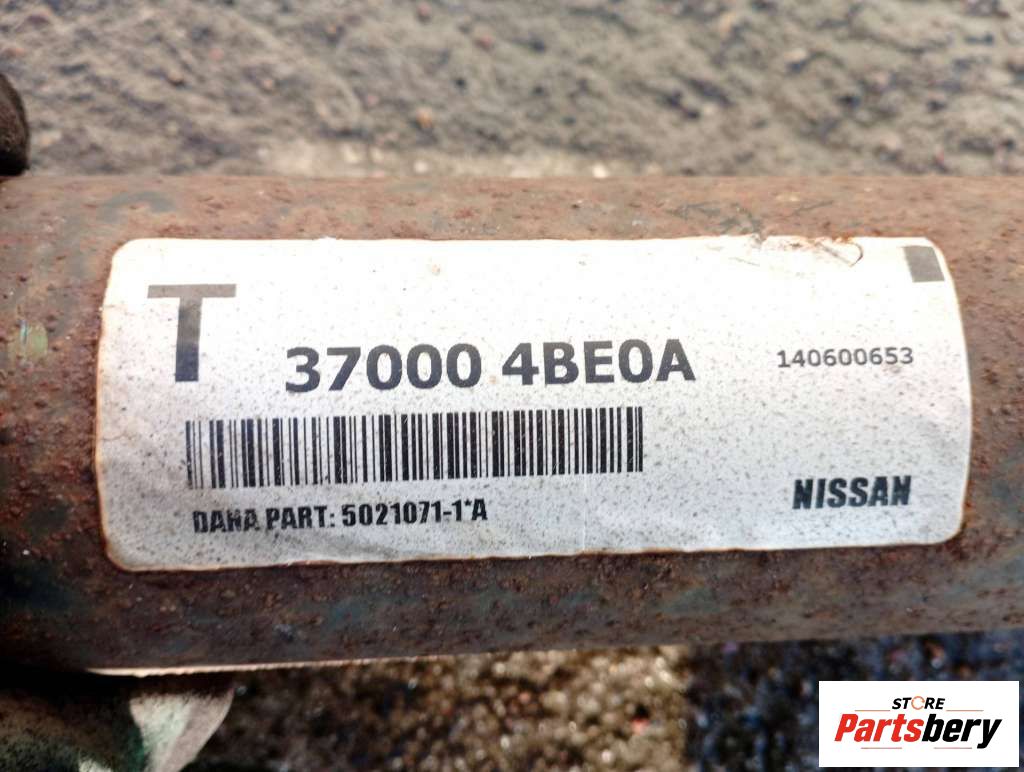 T
37000 4BE0A
140600653
DANA PART: 5021071-1*A
NISSAN
STORE
Partsbery